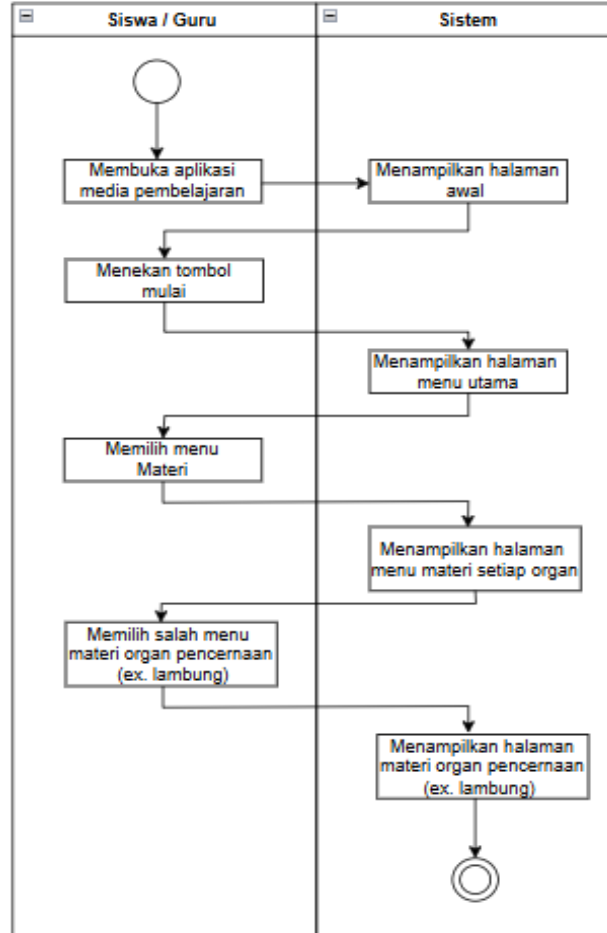 Siswa / Guru
Sistem
Membuka aplikasi
media pembelajaran
Menampilkan halaman
awal
Menekan tombol
mulai
Menampilkan halaman
menu utama
Memilih menu
Materi
Menampilkan halaman
menu materi setiap organ
Memilih salah menu
materi organ pencernaan
(ex. lambung)
Menampilkan halaman
materi organ pencernaan
(ex. lambung)